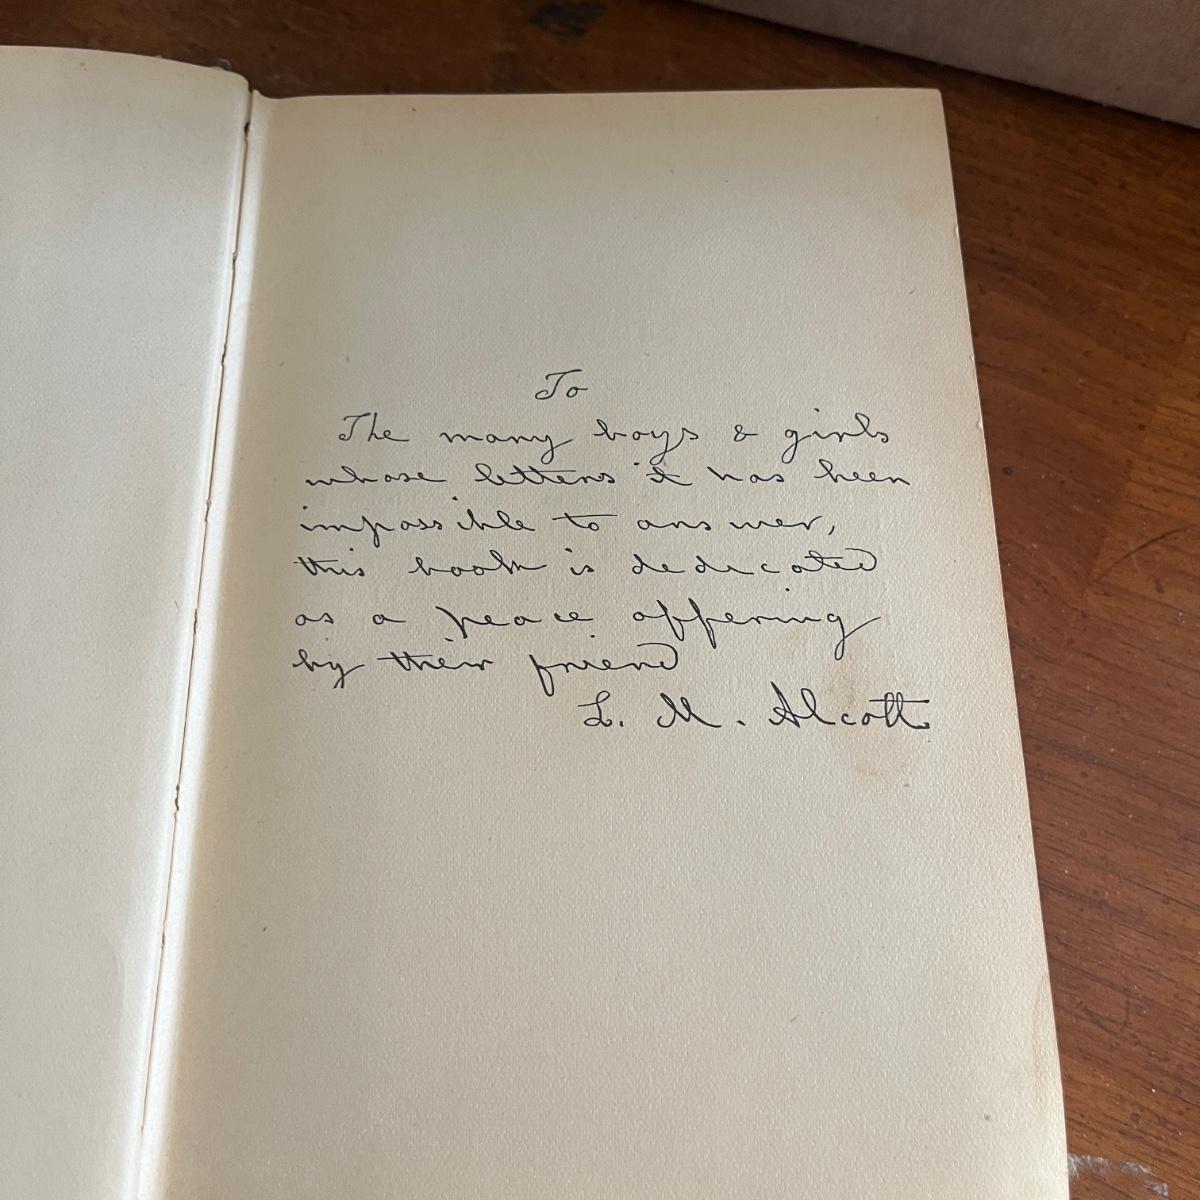 To
The many boys & girls
whose letters it has been
impossible to answer,
this book is dedicated
as a peace offering
by their friend
L. M. Alcott.